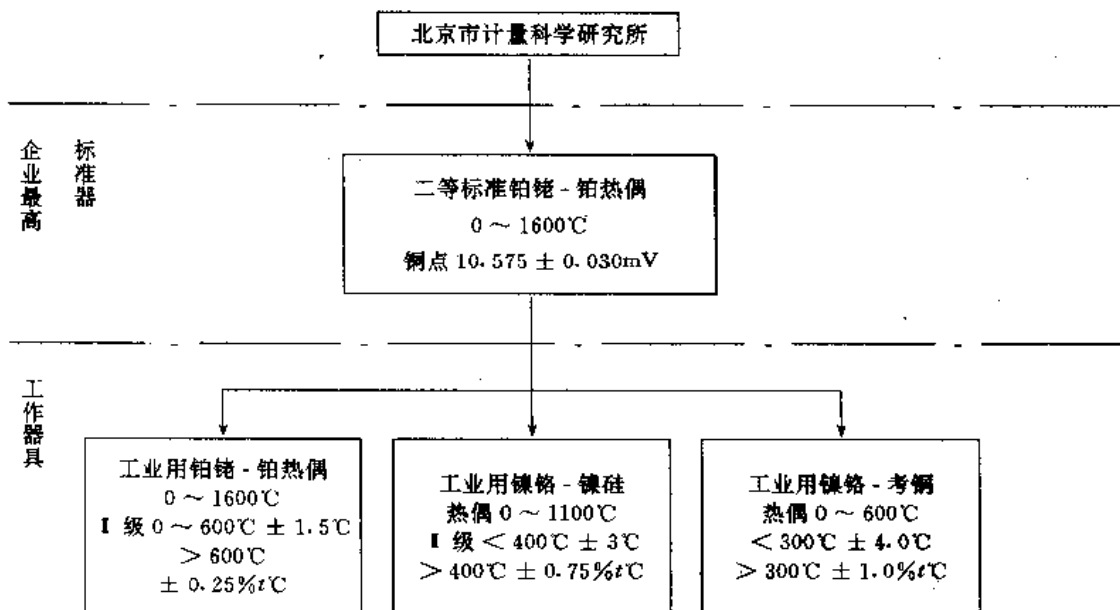 北京市计量科学研究所
企业最高
标准器
二等标准铂铑-铂热偶
0～1600℃
铜点 10.575 ± 0.030mV
工作器具
工业用铂铑-铂热偶
0～1600℃
Ⅱ 级 0～600℃ ± 1.5℃
> 600℃
± 0.25%t℃
工业用镍铬-镍硅
热偶 0～1100℃
Ⅱ 级 < 400℃ ± 3℃
> 400℃ ± 0.75%t℃
工业用镍铬-考铜
热偶 0～600℃
< 300℃ ± 4.0℃
> 300℃ ± 1.0%t℃